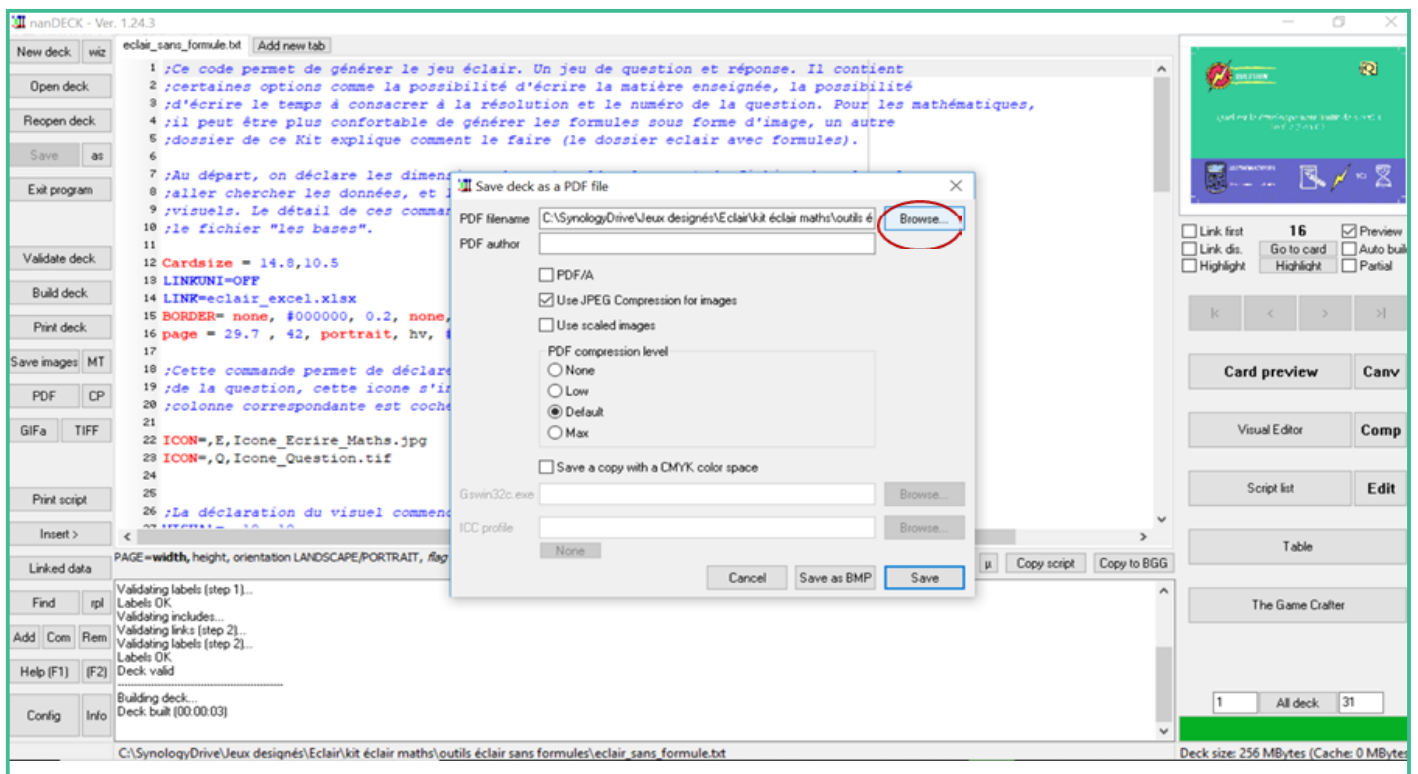 nanDECK - Ver. 1.24.3
New deck wiz
Open deck
Reopen deck
Save as
Exit program
Validate deck
Build deck
Print deck
Save images MT
PDF CP
GIFa TIFF
Print script
Insert >
Linked data
Find rpl
Add Com Rem
Help (F1) (F2)
Config Info
eclair_sans_formule.txt Add new tab
1 ;Ce code permet de générer le jeu éclair. Un jeu de question et réponse. Il contient
2 ;certaines options comme la possibilité d'écrire la matière enseignée, la possibilité
3 ;d'écrire le temps à consacrer à la résolution et le numéro de la question. Pour les mathématiques,
4 ;il peut être plus confortable de générer les formules sous forme d'image, un autre
5 ;dossier de ce Kit explique comment le faire (le dossier eclair avec formules).
6
7 ;Au départ, on déclare les dimens
8 ;aller chercher les données, et
9 ;visuels. Le détail de ces comman
10 ;le fichier "les bases".
11
12 Cardsize = 14.8,10.5
13 LINKUNI=OFF
14 LINK=eclair_excel.xlsx
15 BORDER= none, #000000, 0.2, none,
16 page = 29.7 , 42, portrait, hv, #
17
18 ;Cette commande permet de déclare
19 ;de la question, cette icone s'in
20 ;colonne correspondante est coche
21
22 ICON=,E,Icone_Ecrire_Maths.jpg
23 ICON=,Q,Icone_Question.tif
24
25
26 ;La déclaration du visuel commenc
27
PAGE=width, height, orientation LANDSCAPE/PORTRAIT, flag
µ Copy script Copy to BGG
Save deck as a PDF file
PDF filename C:\SynologyDrive\Jeux designés\Eclair\kit éclair maths\outils é Browse...
PDF author
PDF/A
Use JPEG Compression for images
Use scaled images
PDF compression level
None
Low
Default
Max
Save a copy with a CMYK color space
Gswin32c.exe Browse...
ICC profile Browse...
None
Cancel Save as BMP Save
Validating labels (step 1)...
Labels OK
Validating includes...
Validating links (step 2)...
Validating labels (step 2)...
Labels OK
Deck valid
Building deck...
Deck built (00:00:03)
C:\SynologyDrive\Jeux designés\Eclair\kit éclair maths\outils éclair sans formules\eclair_sans_formule.txt
QUESTION
Link first 16 Preview
Link dis. Go to card Auto buil
Highlight Highlight Partial
Card preview Canv
Visual Editor Comp
Script list Edit
Table
The Game Crafter
1 All deck 31
Deck size: 256 MBytes (Cache: 0 MBytes